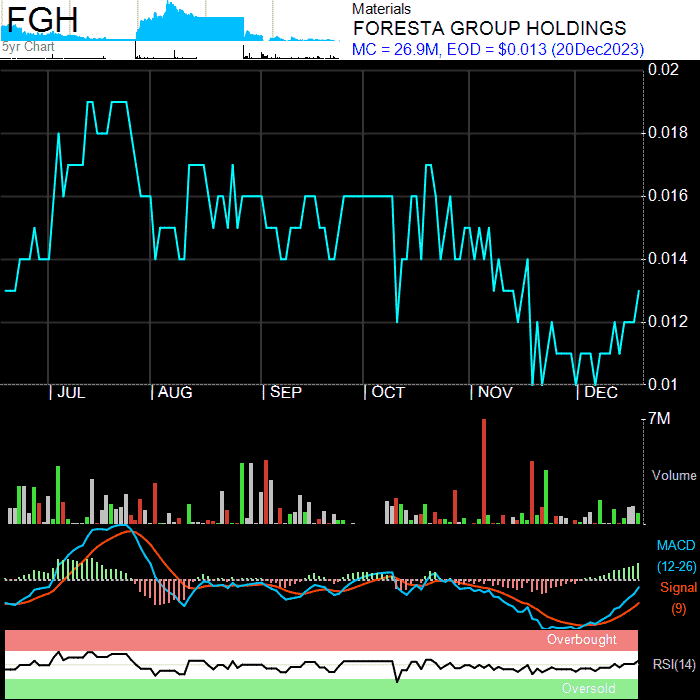 FGH
5yr Chart
Materials
FORESTA GROUP HOLDINGS
MC = 26.9M, EOD = $0.013 (20Dec2023)
0.02
0.018
0.016
0.014
0.012
0.01
JUL AUG SEP OCT NOV DEC
7M
Volume
MACD
(12-26)
Signal
(9)
Overbought
RSI(14)
Oversold